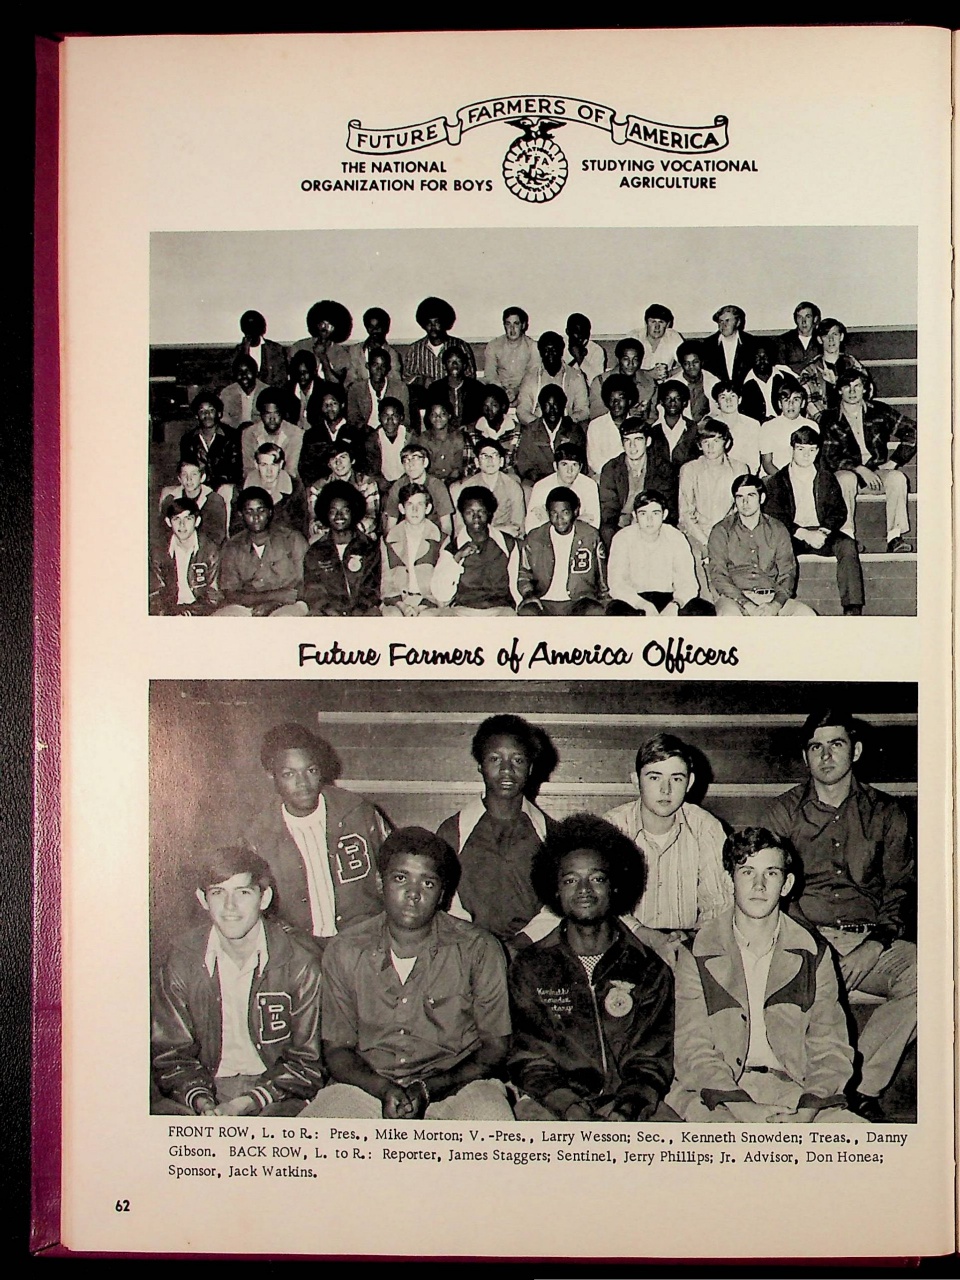 FUTURE FARMERS OF AMERICA
THE NATIONAL
ORGANIZATION FOR BOYS
FFA
STUDYING VOCATIONAL
AGRICULTURE
B
Future Farmers of America Officers
B
B
Kenneth
FRONT ROW, L. to R.: Pres., Mike Morton; V.-Pres., Larry Wesson; Sec., Kenneth Snowden; Treas., Danny
Gibson. BACK ROW, L. to R.: Reporter, James Staggers; Sentinel, Jerry Phillips; Jr. Advisor, Don Honea;
Sponsor, Jack Watkins.
62